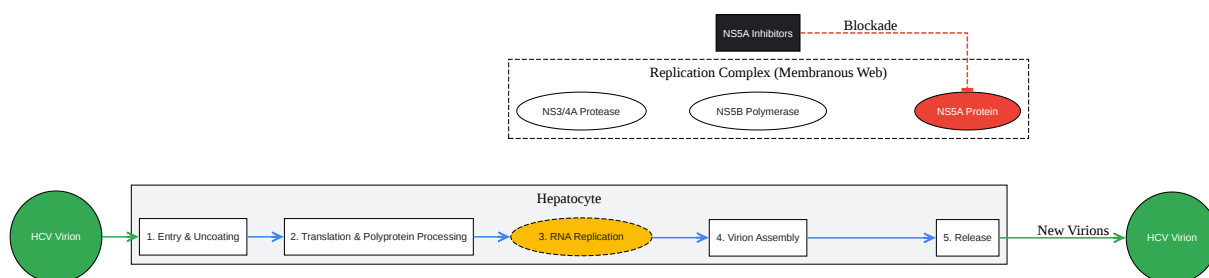 NS5A Inhibitors
Blockade
Replication Complex (Membranous Web)
NS3/4A Protease
NS5B Polymerase
NS5A Protein
Hepatocyte
HCV Virion
1. Entry & Uncoating
2. Translation & Polyprotein Processing
3. RNA Replication
4. Virion Assembly
5. Release
New Virions
HCV Virion